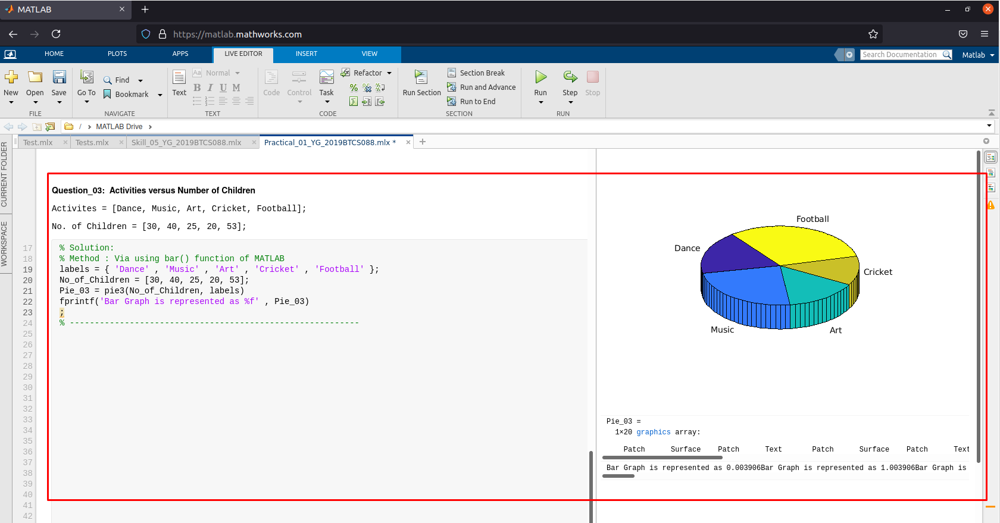 MATLAB
https://matlab.mathworks.com
HOME PLOTS APPS LIVE EDITOR INSERT VIEW
Search Documentation Matlab
New Open Save
FILE
Go To Find Bookmark
NAVIGATE
Text Aa Normal
B I U M
TEXT
Code Control Task Refactor
CODE
Run Section Section Break
Run and Advance
Run to End
SECTION
Run Step Stop
RUN
/ MATLAB Drive
Test.mlx Tests.mlx Skill_05_YG_2019BTCS088.mlx Practical_01_YG_2019BTCS088.mlx *
CURRENT FOLDER
WORKSPACE
Question_03: Activities versus Number of Children
Activites = [Dance, Music, Art, Cricket, Football];
No. of Children = [30, 40, 25, 20, 53];
17 % Solution:
18 % Method : Via using bar() function of MATLAB
19 labels = { 'Dance' , 'Music' , 'Art' , 'Cricket' , 'Football' };
20 No_of_Children = [30, 40, 25, 20, 53];
21 Pie_03 = pie3(No_of_Children, labels)
22 fprintf('Bar Graph is represented as %f' , Pie_03)
23 ;
24 % ----------------------------------------------------------
25
26
27
28
29
30
31
32
33
34
35
36
37
38
39
40
41
42
Football
Dance
Cricket
Music
Art
Pie_03 =
1×20 graphics array:
Patch Surface Patch Text Patch Surface Patch Text
Bar Graph is represented as 0.003906Bar Graph is represented as 1.003906Bar Graph is